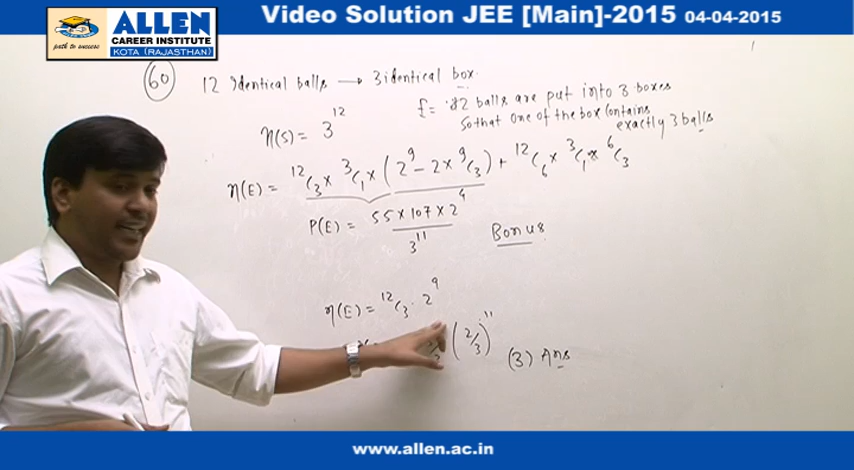 Video Solution JEE [Main]-2015 04-04-2015
ALLEN
CAREER INSTITUTE
KOTA (RAJASTHAN)
path to success
60 12 Identical balls → 3 identical box.
n(S) = 3^12
E = 12 balls are put into 3 boxes
So that one of the box contains
exactly 3 balls
n(E) = ¹²C₃ × ³C₁ × (2⁹ − 2 × ⁹C₃) + ¹²C₆ × ³C₁ × ⁶C₃
P(E) = 55 × 107 × 2⁴ / 3¹¹ Bonus
n(E) = ¹²C₃ · 2⁹
(2/3)¹¹ (3) Ans
www.allen.ac.in